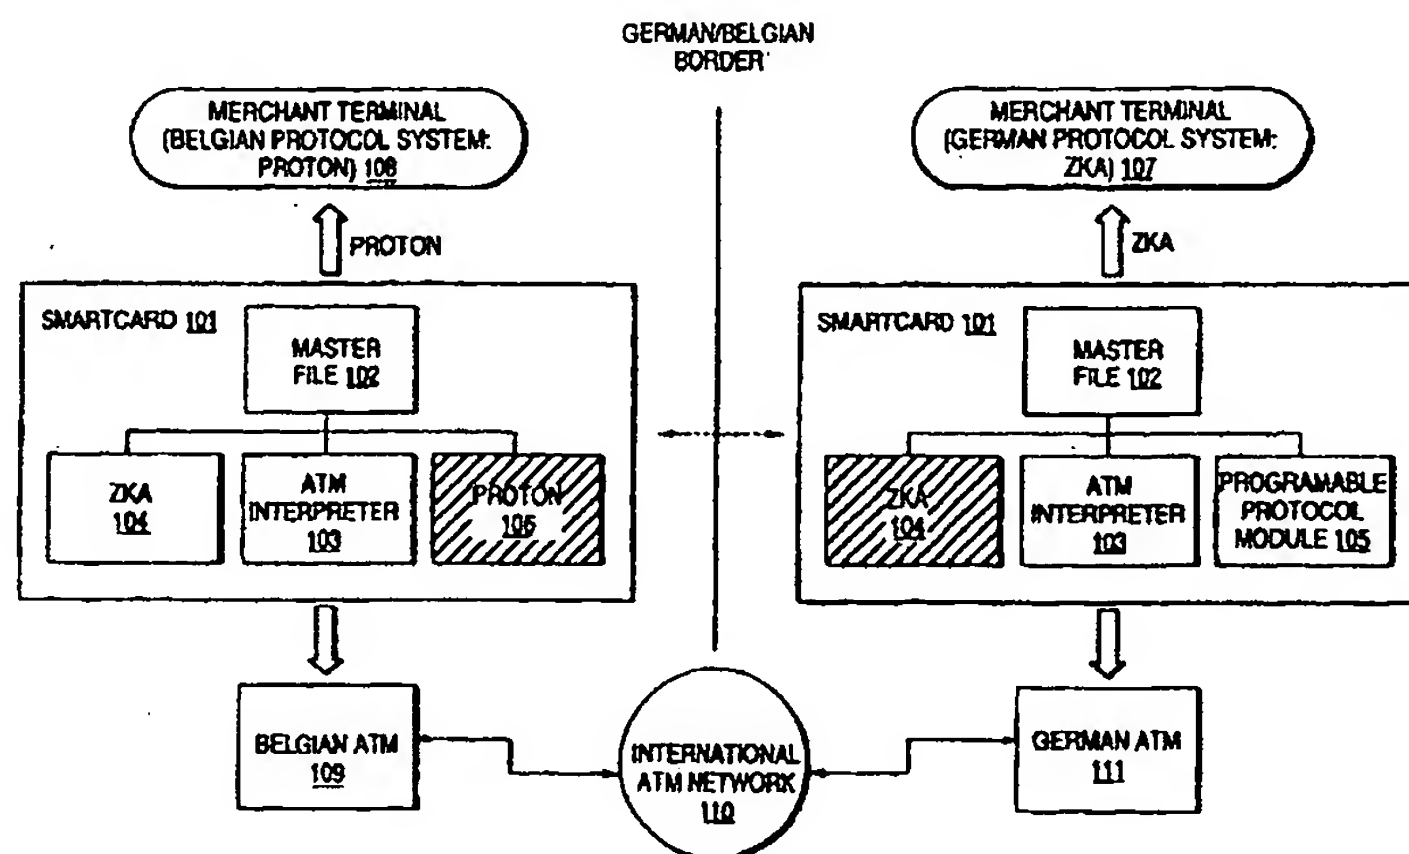 GERMAN/BELGIAN
BORDER
MERCHANT TERMINAL
(BELGIAN PROTOCOL SYSTEM:
PROTON) 108
MERCHANT TERMINAL
(GERMAN PROTOCOL SYSTEM:
ZKA) 107
PROTON
ZKA
SMARTCARD 101
MASTER
FILE 102
ZKA
104
ATM
INTERPRETER
103
PROTON
106
SMARTCARD 101
MASTER
FILE 102
ZKA
104
ATM
INTERPRETER
103
PROGRAMABLE
PROTOCOL
MODULE 105
BELGIAN ATM
109
INTERNATIONAL
ATM NETWORK
110
GERMAN ATM
111